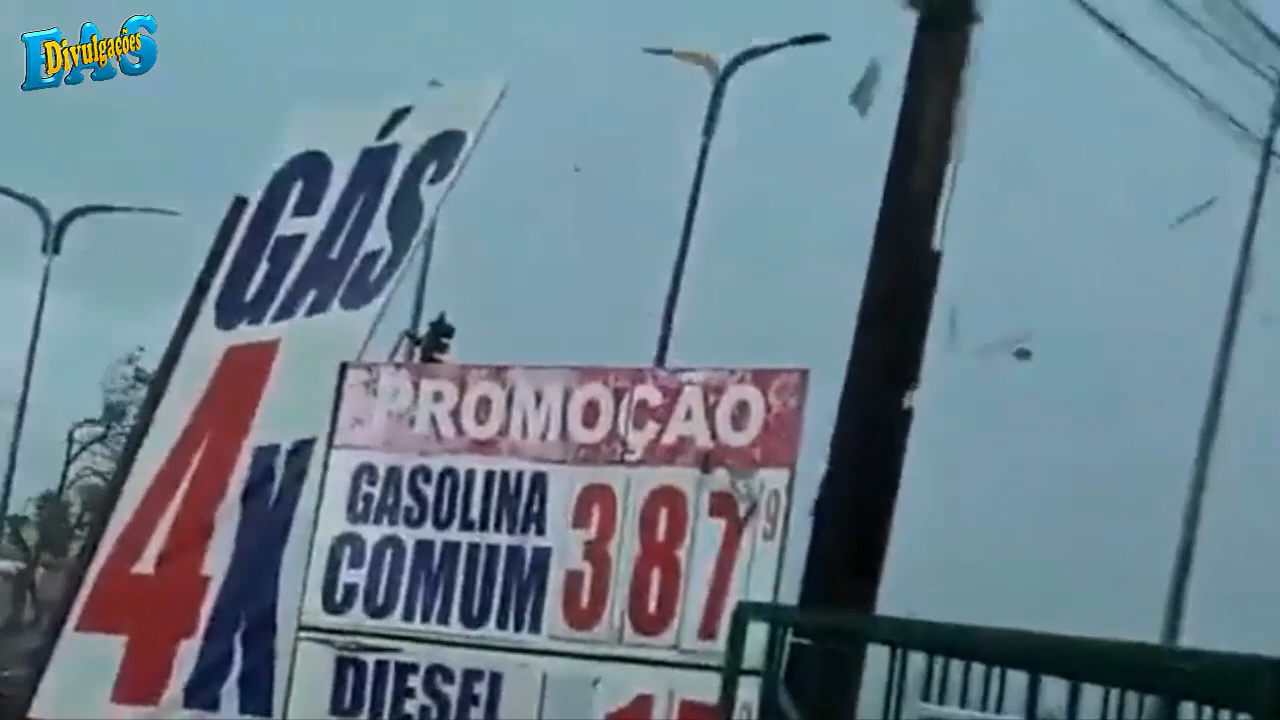 EAS
Divulgações
GÁS
4X
PROMOÇÃO
GASOLINA
COMUM
3879
DIESEL